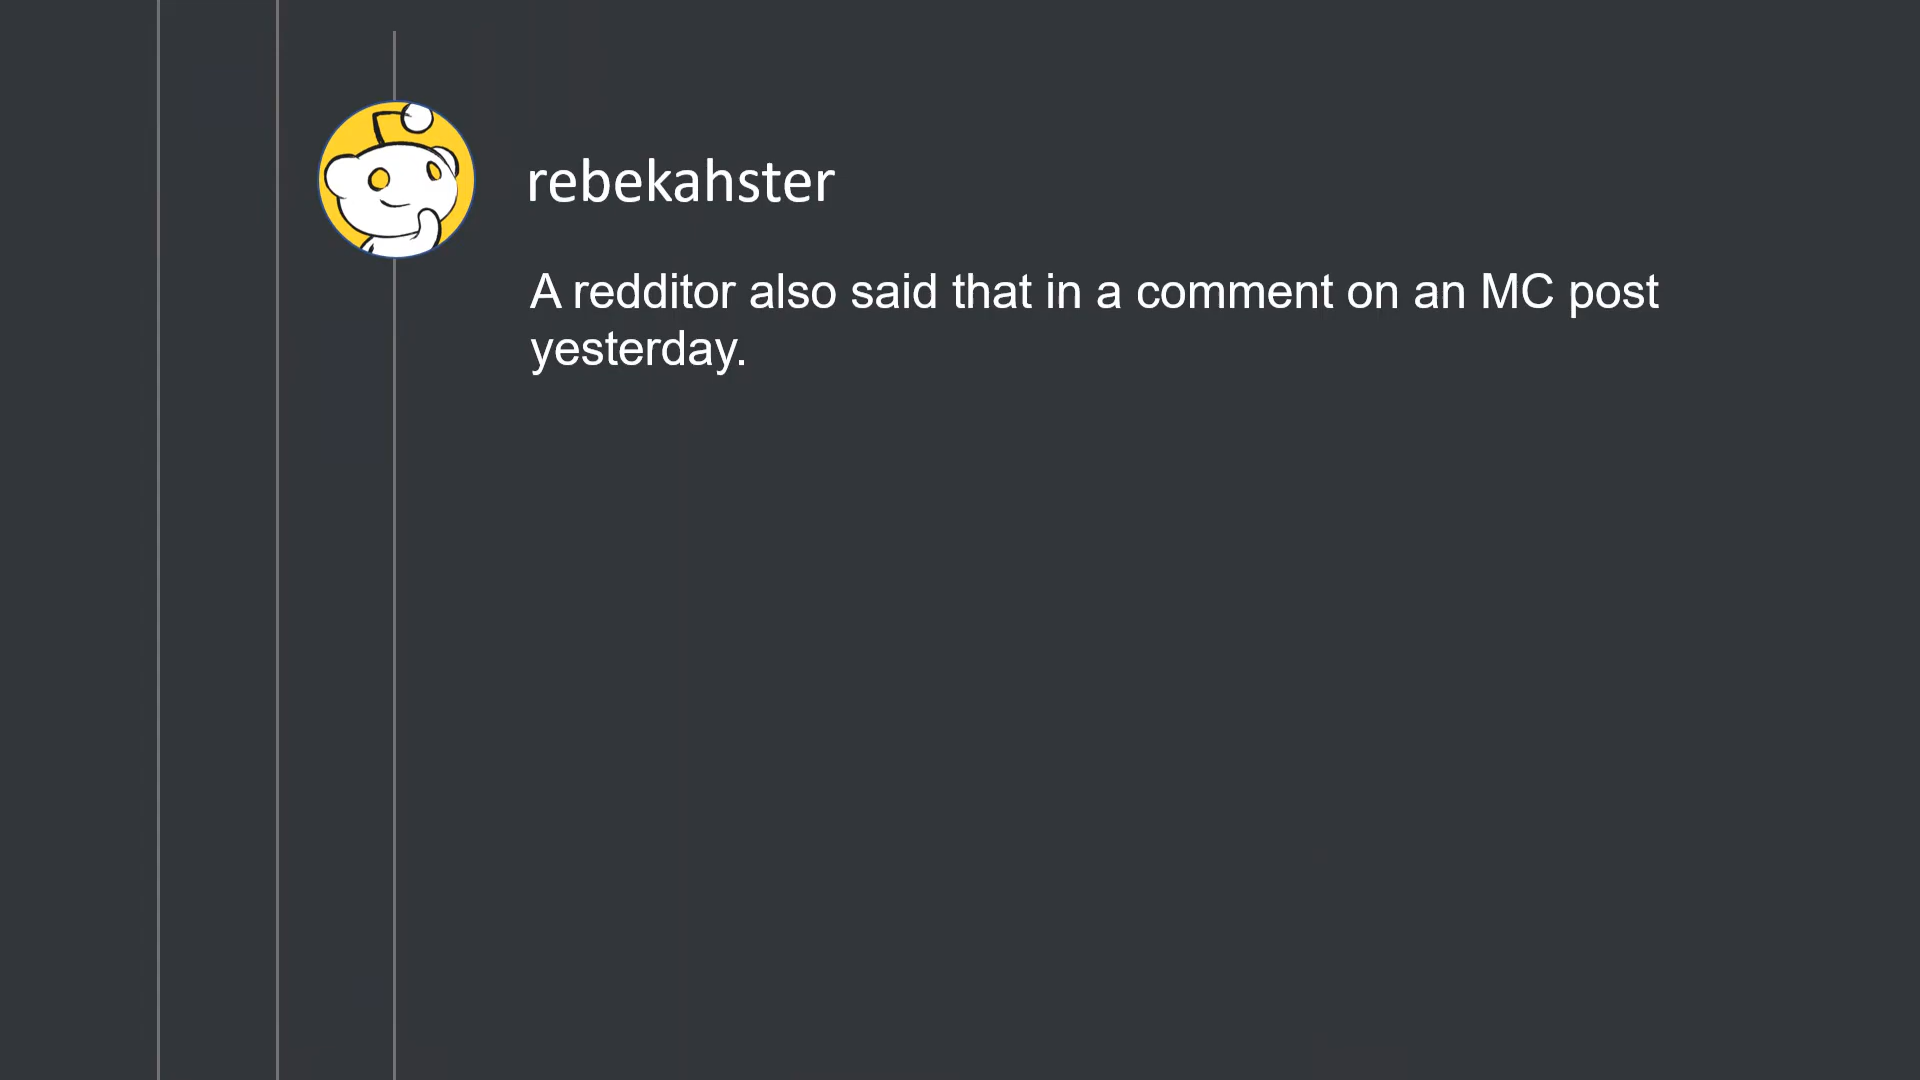 rebekahster
A redditor also said that in a comment on an MC post
yesterday.